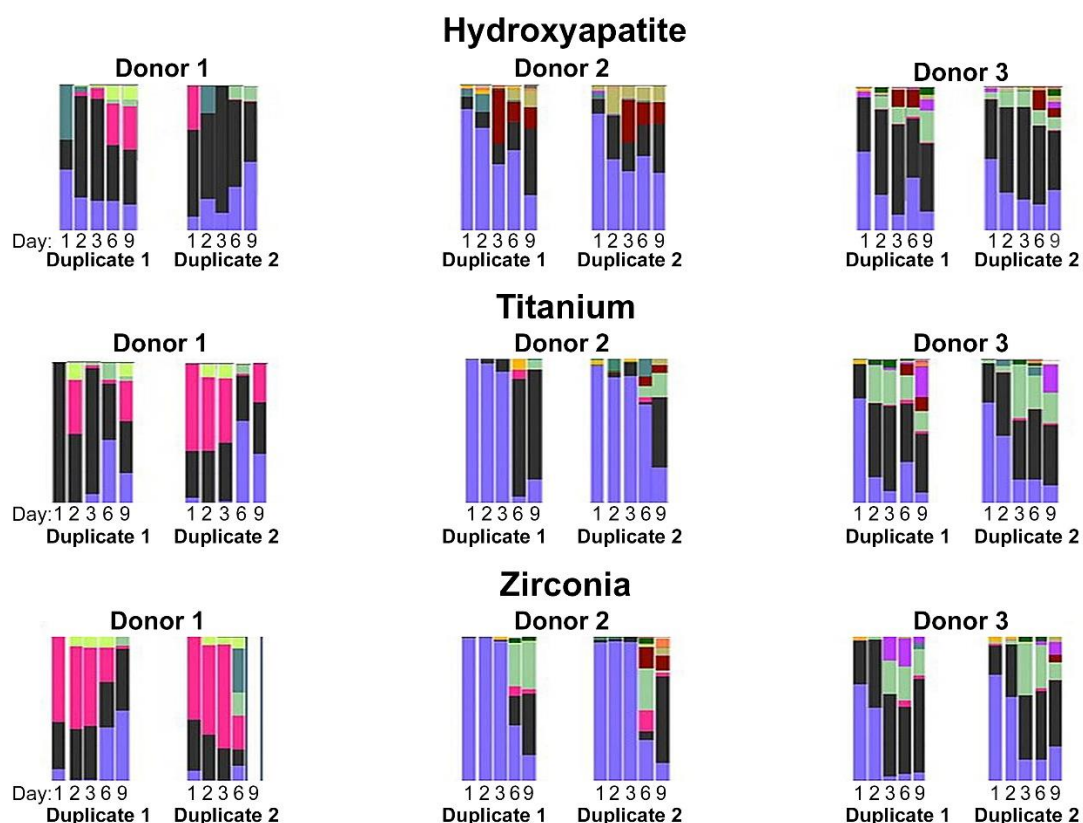 Hydroxyapatite
Donor 1 Donor 2 Donor 3
Day: 1 2 3 6 9 1 2 3 6 9 1 2 3 6 9 1 2 3 6 9 1 2 3 6 9 1 2 3 6 9
Duplicate 1 Duplicate 2 Duplicate 1 Duplicate 2 Duplicate 1 Duplicate 2
Titanium
Donor 1 Donor 2 Donor 3
Day: 1 2 3 6 9 1 2 3 6 9 1 2 3 6 9 1 2 3 6 9 1 2 3 6 9 1 2 3 6 9
Duplicate 1 Duplicate 2 Duplicate 1 Duplicate 2 Duplicate 1 Duplicate 2
Zirconia
Donor 1 Donor 2 Donor 3
Day: 1 2 3 6 9 1 2 3 6 9 1 2 3 6 9 1 2 3 6 9 1 2 3 6 9 1 2 3 6 9
Duplicate 1 Duplicate 2 Duplicate 1 Duplicate 2 Duplicate 1 Duplicate 2